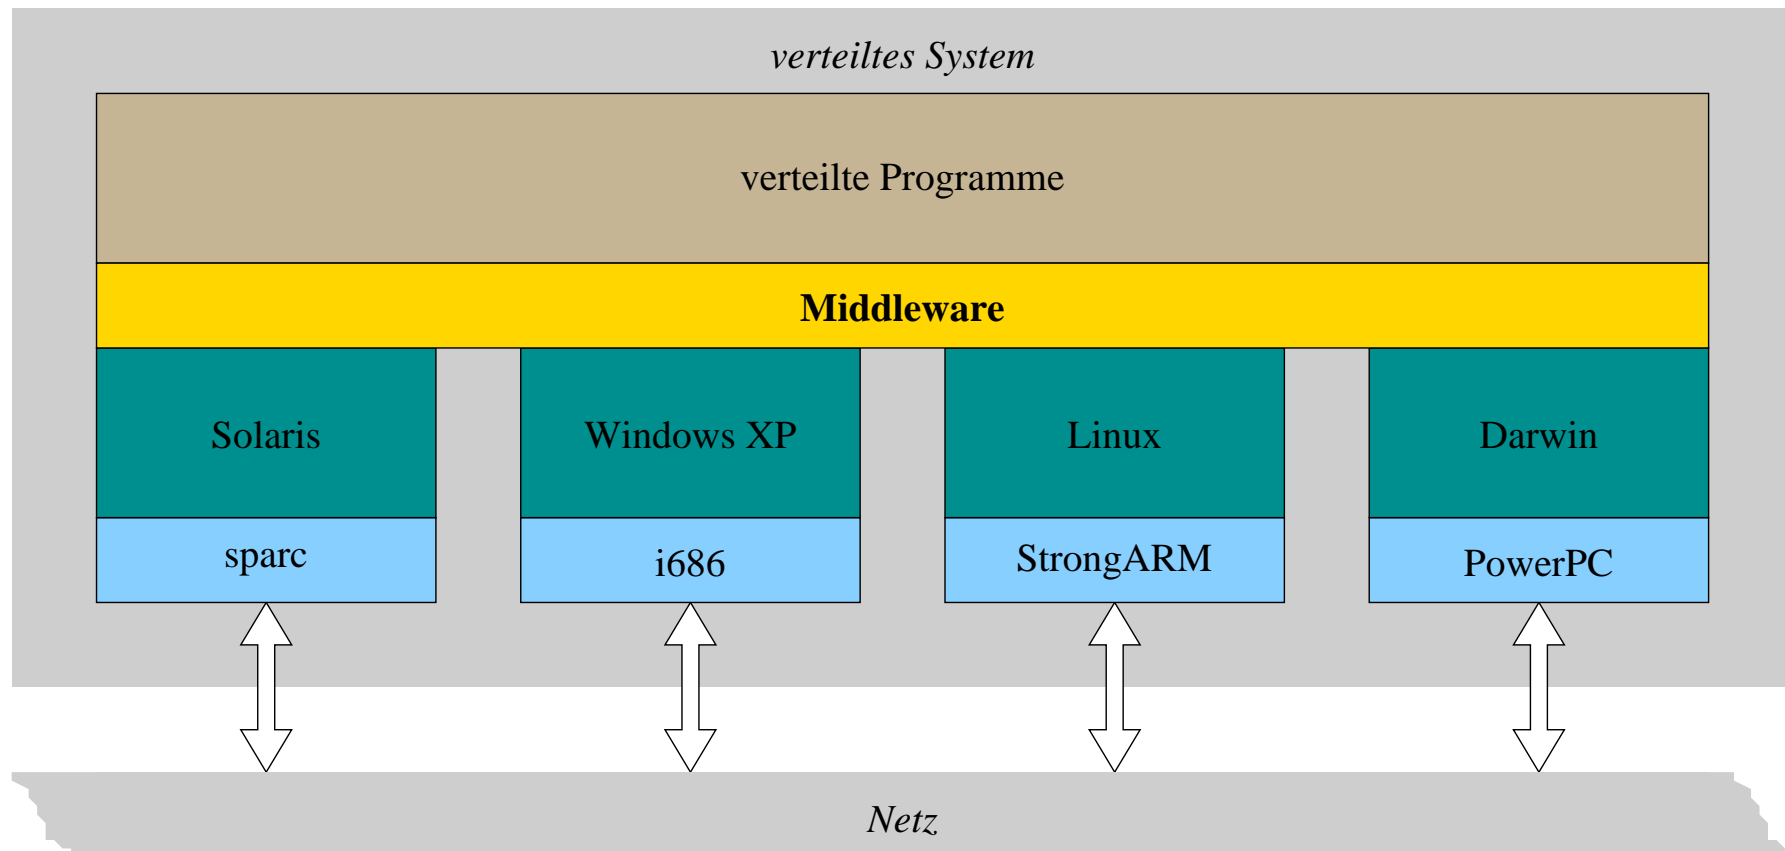 verteiltes System
verteilte Programme
Middleware
Solaris
Windows XP
Linux
Darwin
sparc
i686
StrongARM
PowerPC
Netz